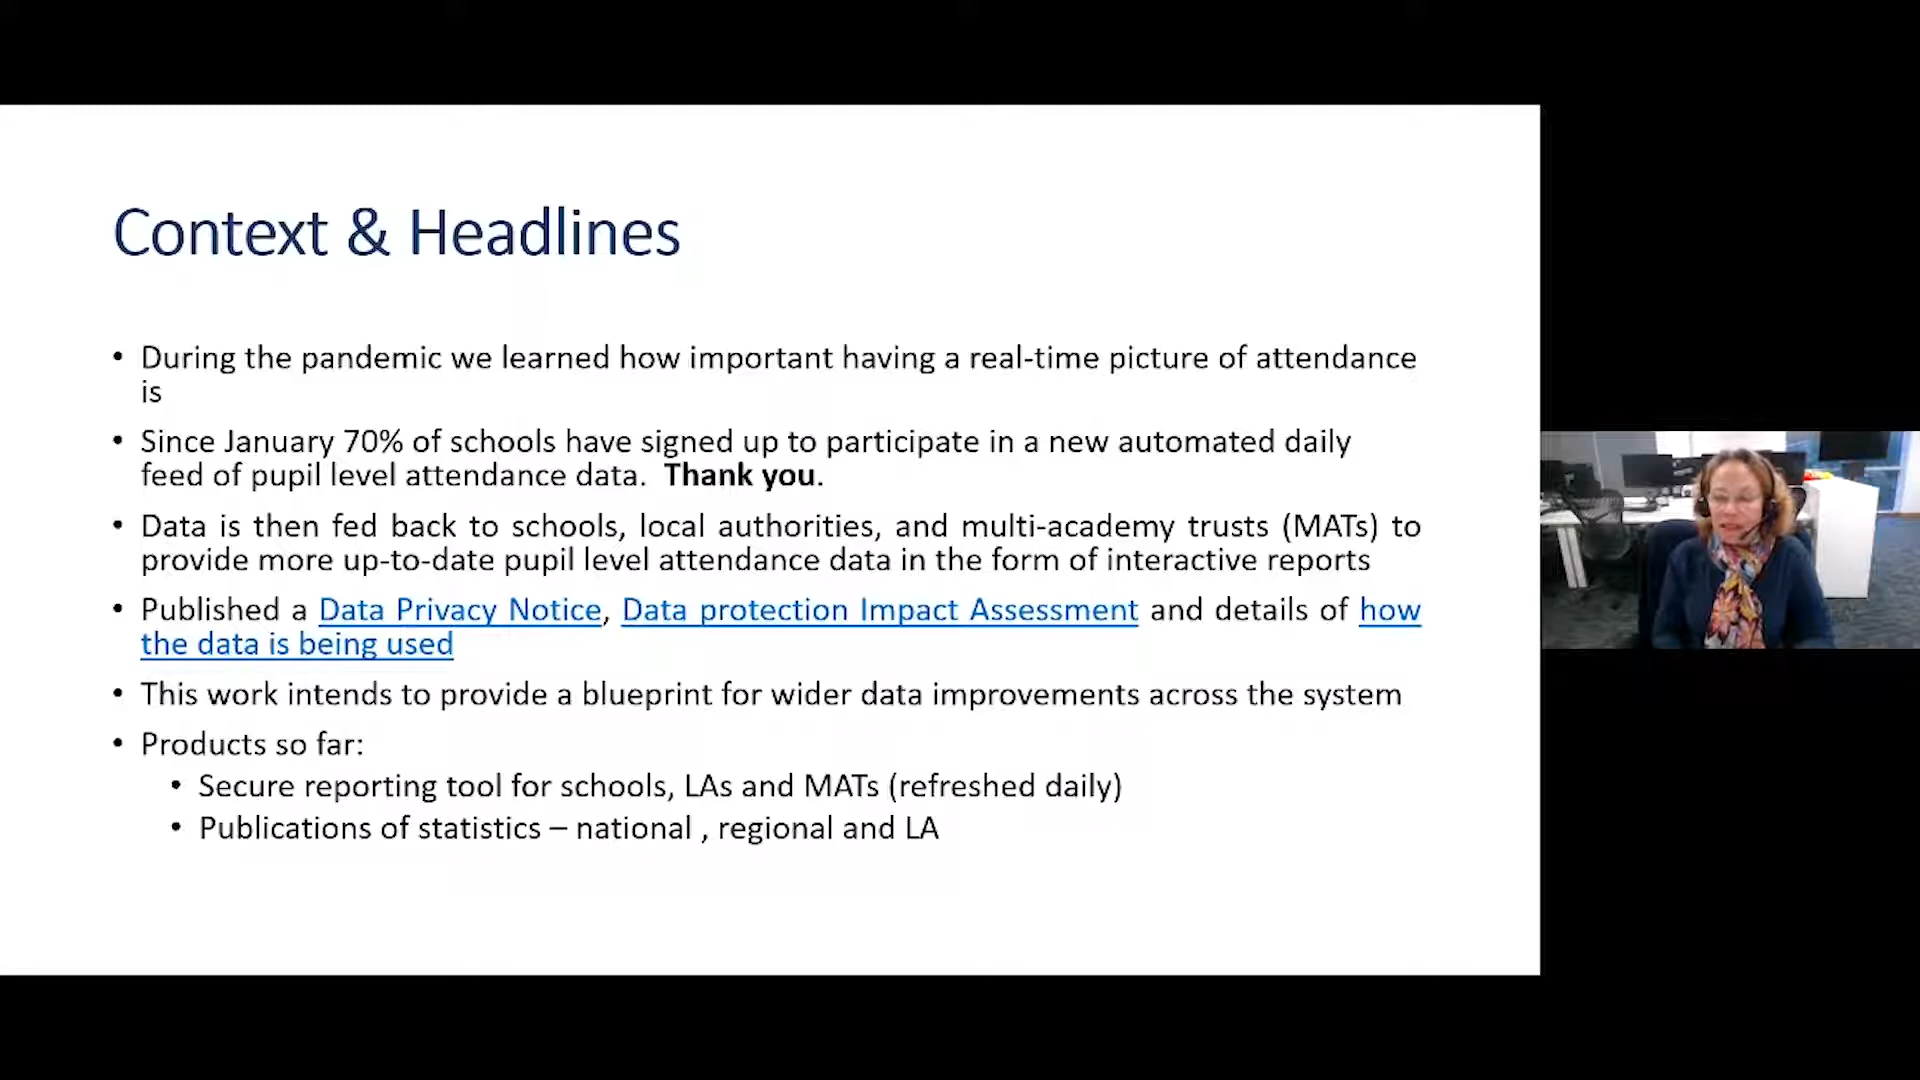 Context & Headlines
• During the pandemic we learned how important having a real-time picture of attendance
is
• Since January 70% of schools have signed up to participate in a new automated daily
feed of pupil level attendance data.  Thank you.
• Data is then fed back to schools, local authorities, and multi-academy trusts (MATs) to
provide more up-to-date pupil level attendance data in the form of interactive reports
• Published a Data Privacy Notice, Data protection Impact Assessment and details of how
the data is being used
• This work intends to provide a blueprint for wider data improvements across the system
• Products so far:
• Secure reporting tool for schools, LAs and MATs (refreshed daily)
• Publications of statistics – national , regional and LA